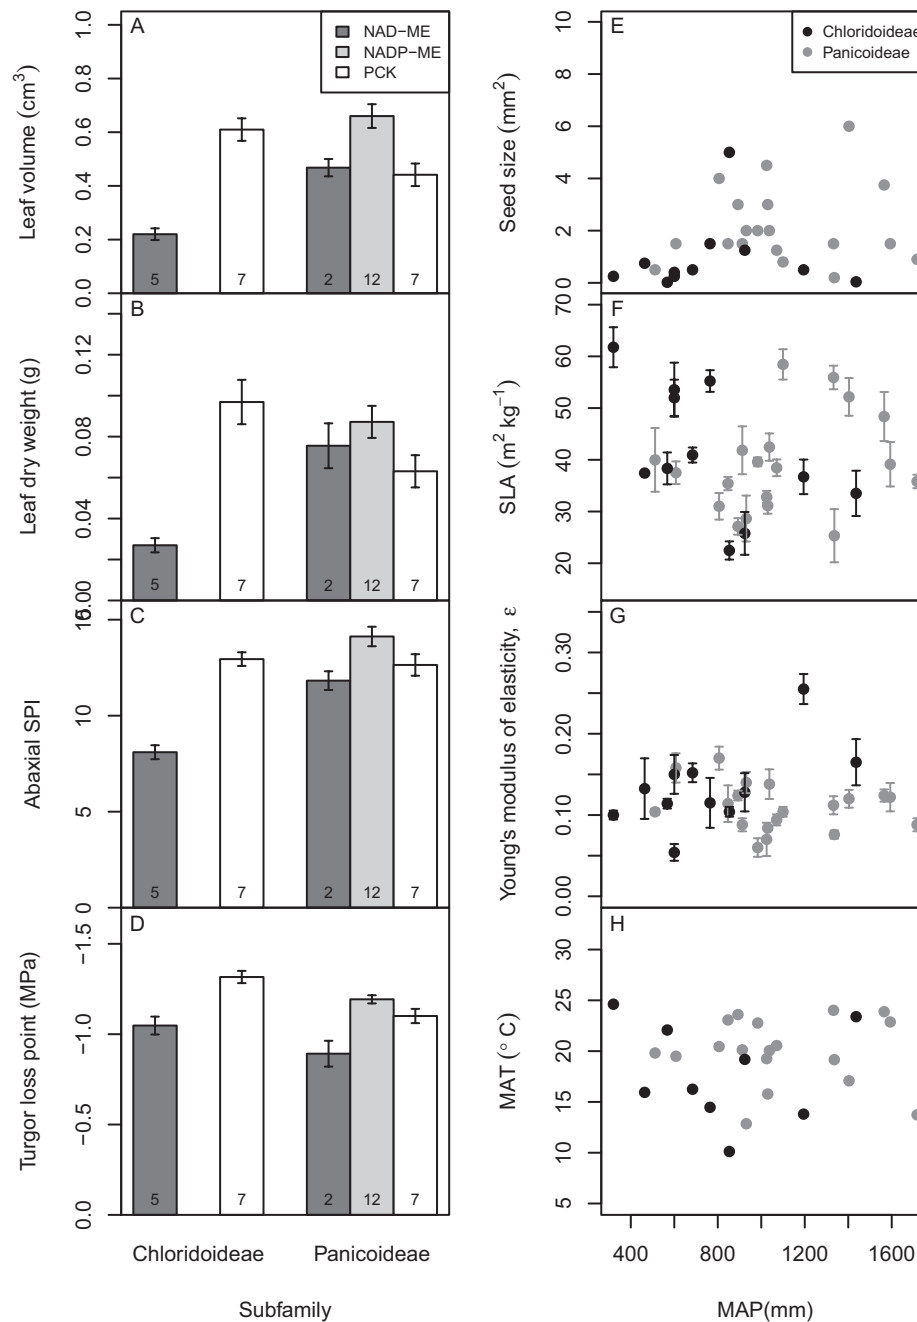 A
NAD−ME
NADP−ME
PCK
Leaf volume (cm³)
0.0 0.2 0.4 0.6 0.8 1.0
5 7 2 12 7
B
Leaf dry weight (g)
0.00 0.04 0.08 0.12
5 7 2 12 7
C
Abaxial SPI
0 5 10 15
5 7 2 12 7
D
Turgor loss point (MPa)
0.0 −0.5 −1.0 −1.5
5 7 2 12 7
Chloridoideae Panicoideae
Subfamily
E
Chloridoideae
Panicoideae
Seed size (mm²)
0 2 4 6 8 10
F
SLA (m² kg⁻¹)
20 30 40 50 60 70
G
Young's modulus of elasticity, ε
0.00 0.10 0.20 0.30
H
MAT (° C)
5 10 15 20 25 30
400 800 1200 1600
MAP(mm)